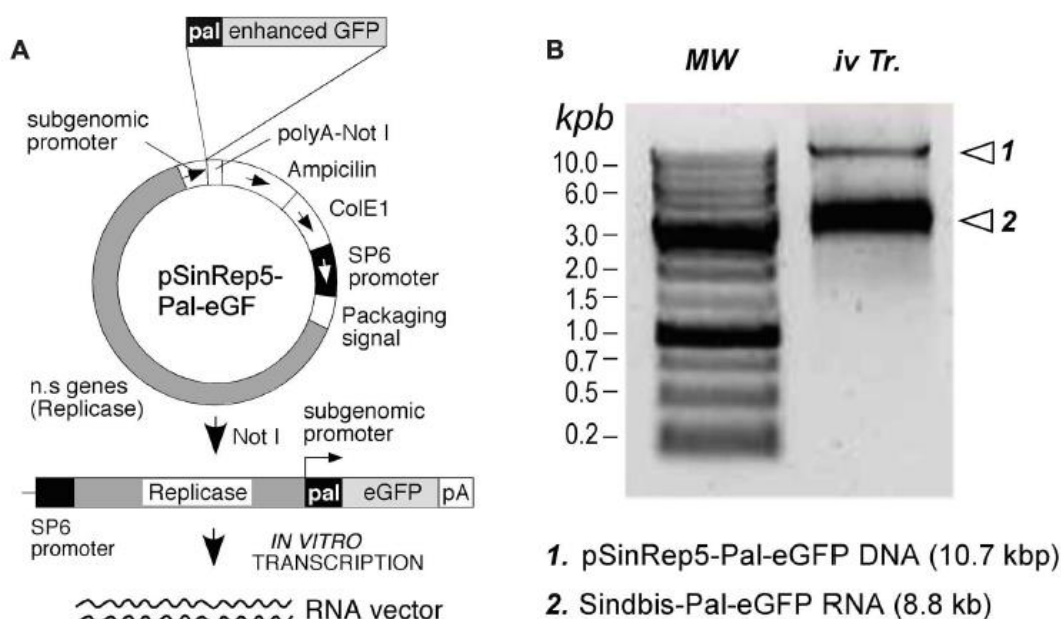 A
pal enhanced GFP
subgenomic
promoter
polyA-Not I
Ampicilin
ColE1
SP6
promoter
Packaging
signal
pSinRep5-
Pal-eGF
n.s genes
(Replicase)
Not I
subgenomic
promoter
Replicase pal eGFP pA
SP6
promoter
IN VITRO
TRANSCRIPTION
RNA vector
B
MW iv Tr.
kpb
10.0
6.0
3.0
2.0
1.5
1.0
0.7
0.5
0.2
1
2
1. pSinRep5-Pal-eGFP DNA (10.7 kbp)
2. Sindbis-Pal-eGFP RNA (8.8 kb)